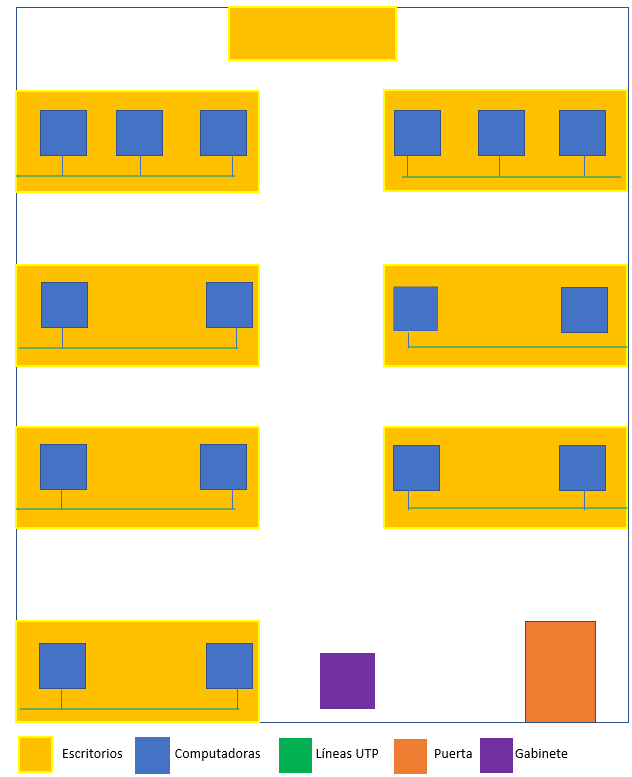 Escritorios
Computadoras
Líneas UTP
Puerta
Gabinete